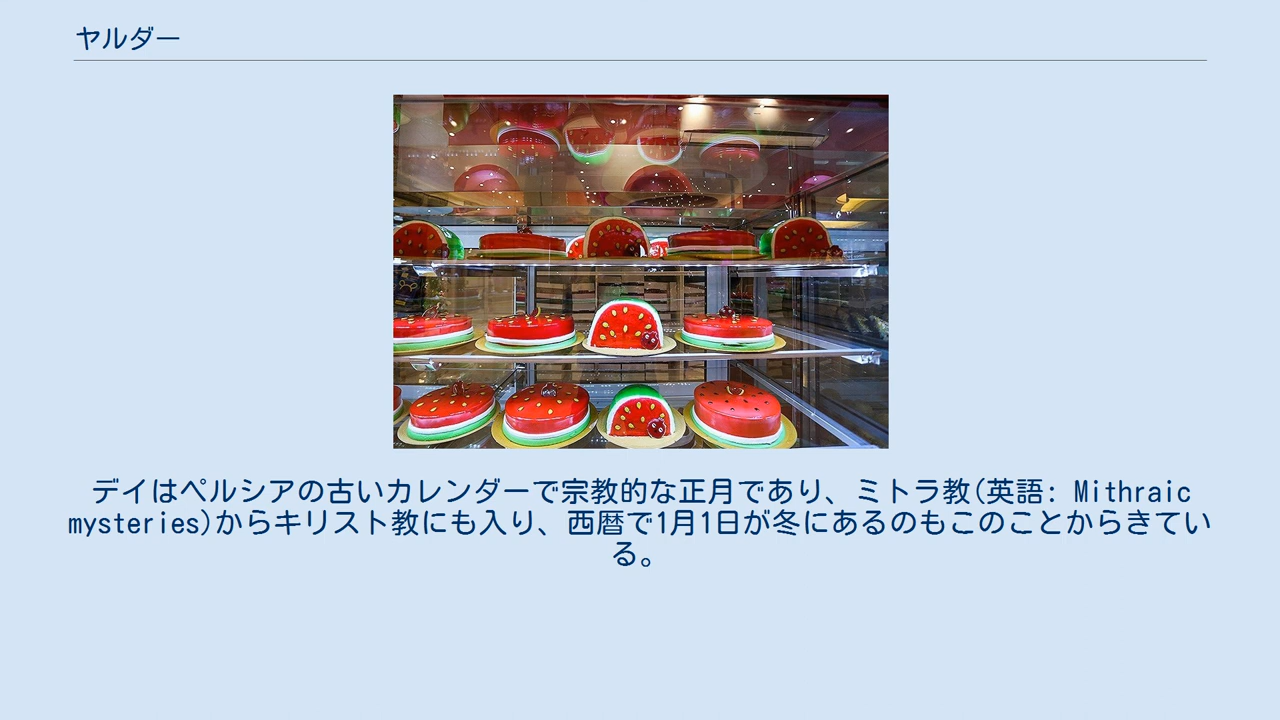 ヤルダー
デイはペルシアの古いカレンダーで宗教的な正月であり、ミトラ教(英語: Mithraic
mysteries)からキリスト教にも入り、西暦で1月1日が冬にあるのもこのことからきてい
る。